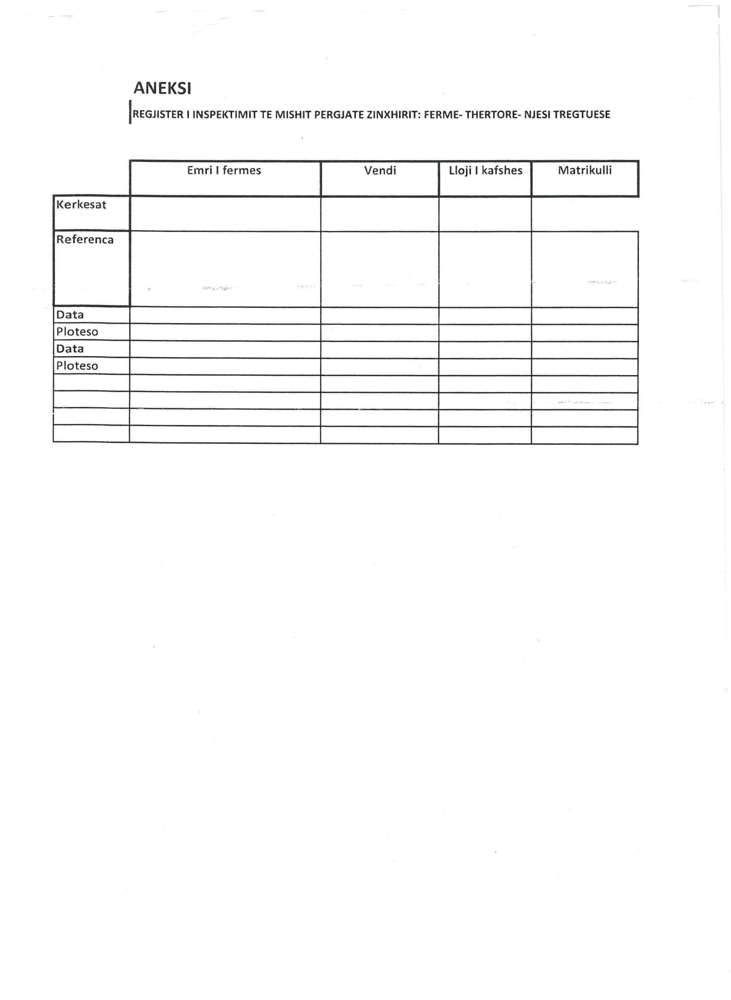 ANEKSI
REGJISTER I INSPEKTIMIT TE MISHIT PERGJATE ZINXHIRIT: FERME- THERTORE- NJESI TREGTUESE
Emri I fermes Vendi Lloji I kafshes Matrikulli
Kerkesat
Referenca
Data
Ploteso
Data
Ploteso